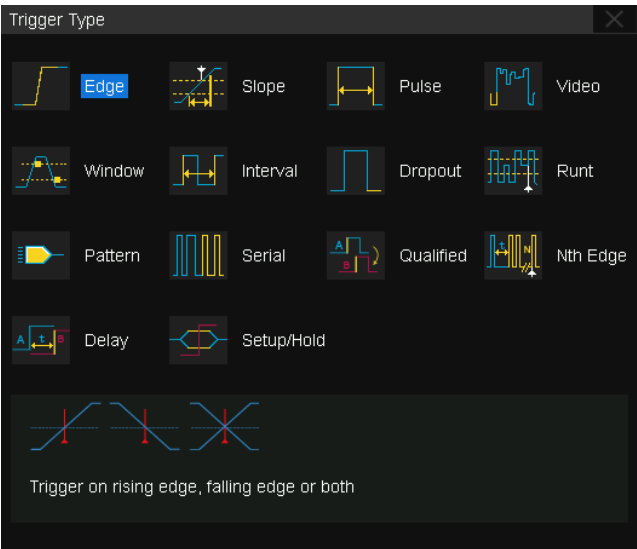 Trigger Type
Edge Slope Pulse Video
Window Interval Dropout Runt
Pattern Serial A B Qualified t N Nth Edge
A t B Delay Setup/Hold
Trigger on rising edge, falling edge or both